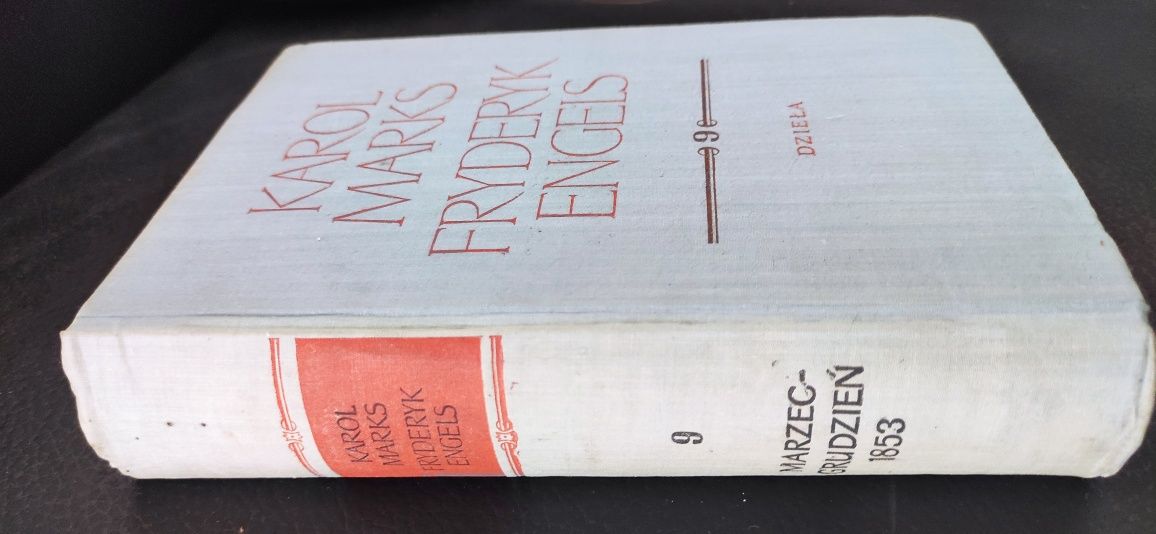 KAROL
MARKS
FRYDERYK
ENGELS
9
DZIEŁA
KAROL
MARKS
FRYDERYK
ENGELS
9
MARZEC-
GRUDZIEŃ
1853